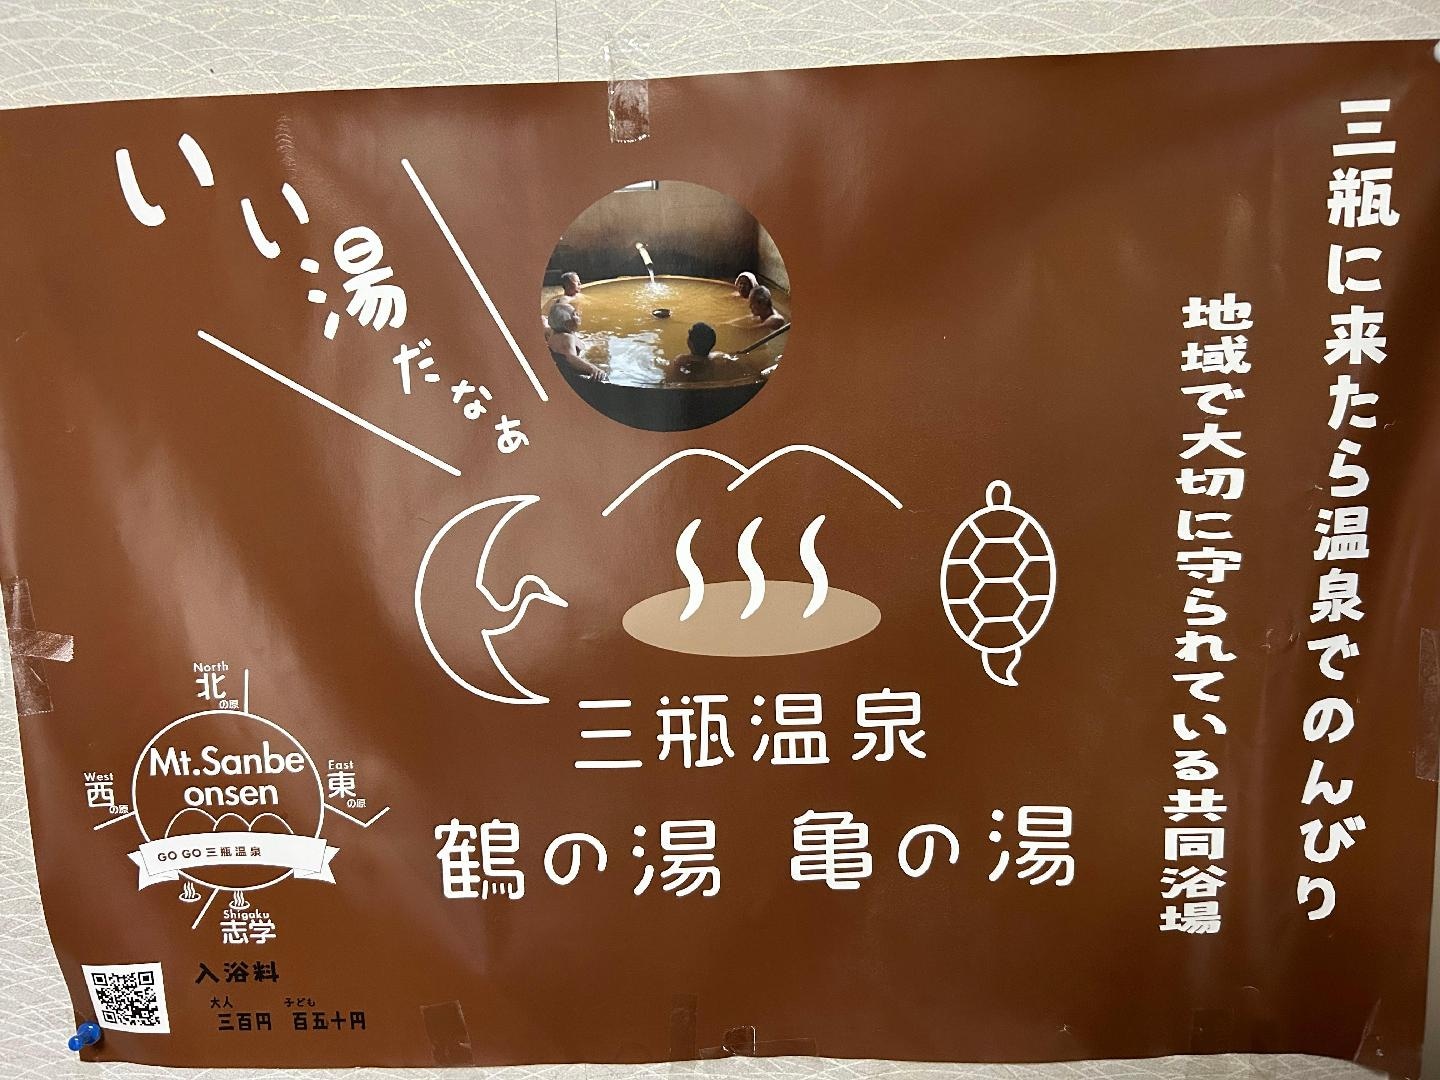 三瓶に来たら温泉でのんびり
地域で大切に守られている共同浴場
いい湯だなぁ
三瓶温泉
鶴の湯 亀の湯
North
北の原
West
西の原
East
東の原
Mt.Sanbe
onsen
GO GO 三瓶温泉
Shigaku
志学
入浴料
大人 子ども
三百円 百五十円